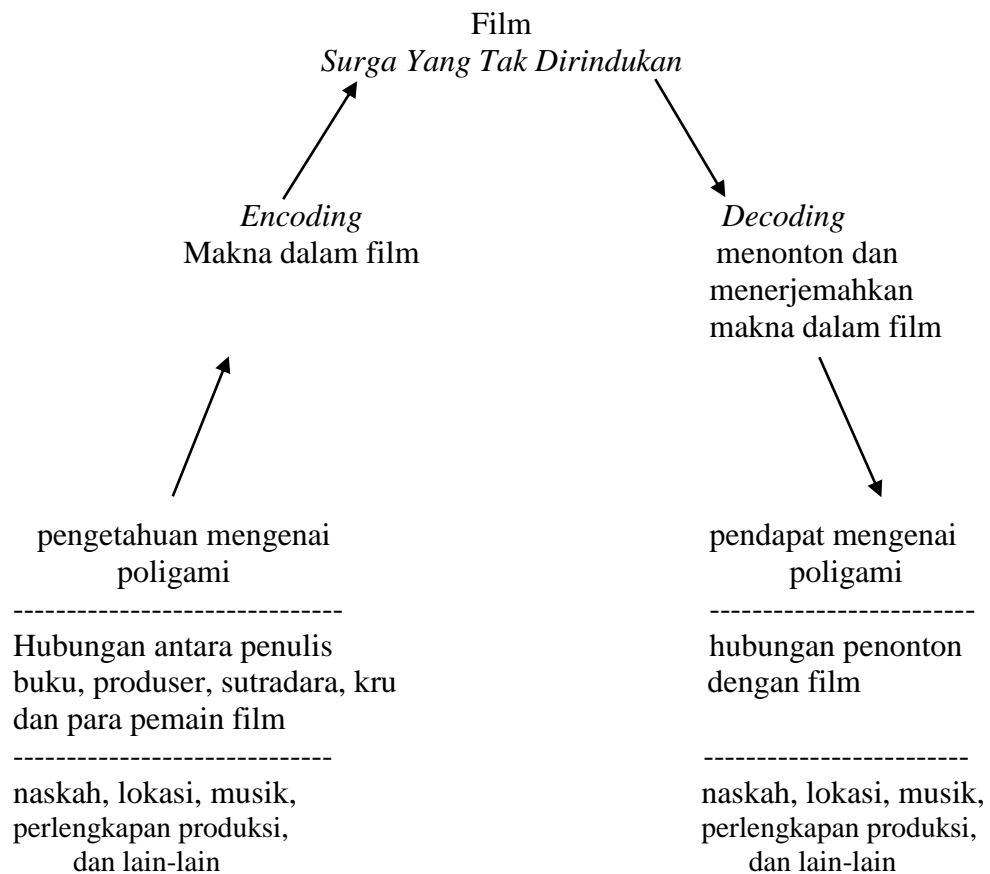 Film
Surga Yang Tak Dirindukan
Encoding
Makna dalam film
Decoding
menonton dan
menerjemahkan
makna dalam film
pengetahuan mengenai
poligami
-------------------------------
Hubungan antara penulis
buku, produser, sutradara, kru
dan para pemain film
------------------------------
naskah, lokasi, musik,
perlengkapan produksi,
dan lain-lain
pendapat mengenai
poligami
-------------------------
hubungan penonton
dengan film
-------------------------
naskah, lokasi, musik,
perlengkapan produksi,
dan lain-lain